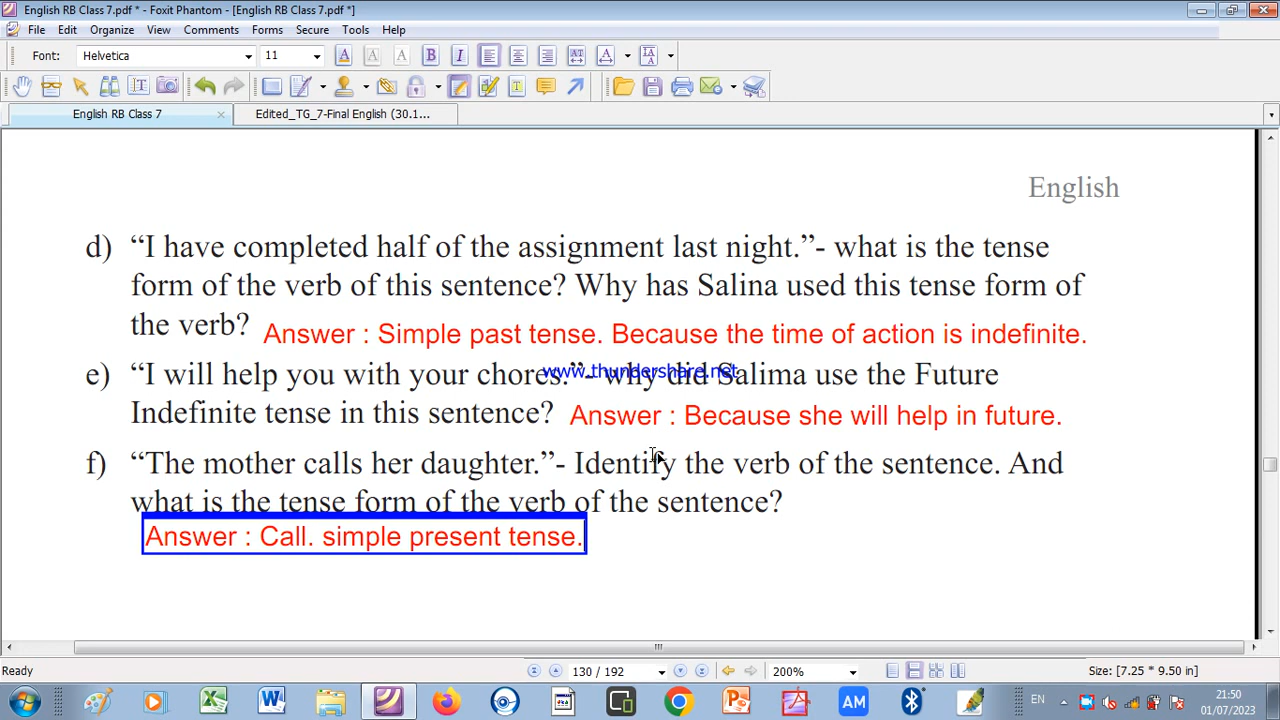 English RB Class 7.pdf * - Foxit Phantom - [English RB Class 7.pdf *]
File Edit Organize View Comments Forms Secure Tools Help
Font: Helvetica 11
English RB Class 7 Edited_TG_7-Final English (30.1...
English
d) “I have completed half of the assignment last night.”- what is the tense
form of the verb of this sentence? Why has Salina used this tense form of
the verb? Answer : Simple past tense. Because the time of action is indefinite.
www.thundershare.net
e) “I will help you with your chores.”- why did Salima use the Future
Indefinite tense in this sentence? Answer : Because she will help in future.
f) “The mother calls her daughter.”- Identify the verb of the sentence. And
what is the tense form of the verb of the sentence?
Answer : Call. simple present tense.
Ready 130 / 192 200% Size: [7.25 * 9.50 in]
AM EN 21:50
01/07/2023